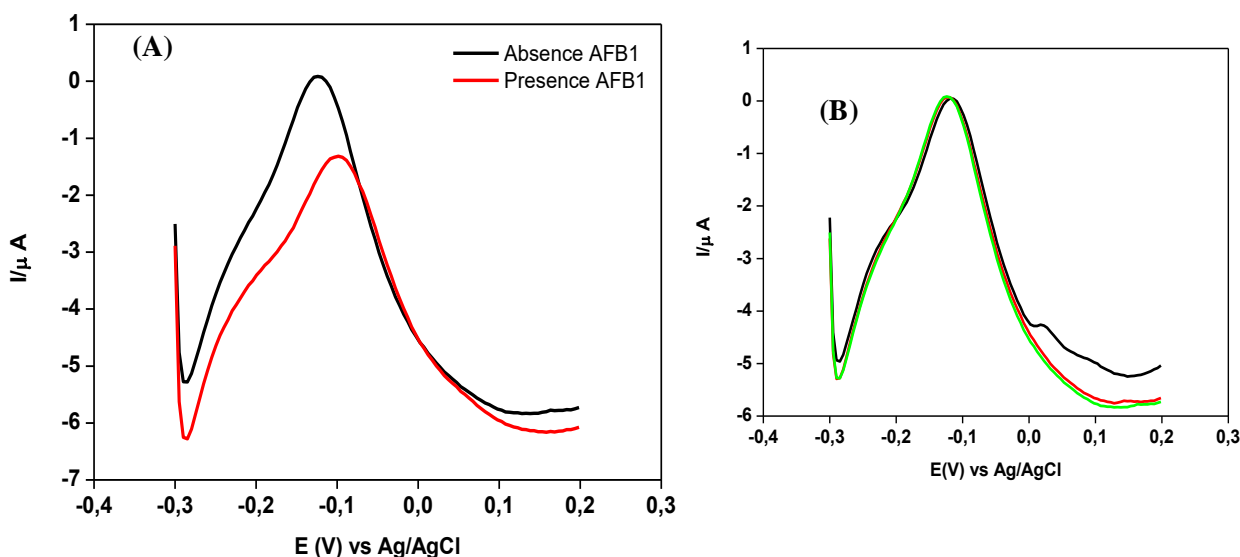 (A)
Absence AFB1
Presence AFB1
1
0
-1
-2
-3
-4
-5
-6
-7
I/μ A
-0,4 -0,3 -0,2 -0,1 0,0 0,1 0,2 0,3
E (V) vs Ag/AgCl
(B)
1
0
-1
-2
-3
-4
-5
-6
I/μ A
-0,4 -0,3 -0,2 -0,1 0,0 0,1 0,2 0,3
E(V) vs Ag/AgCl